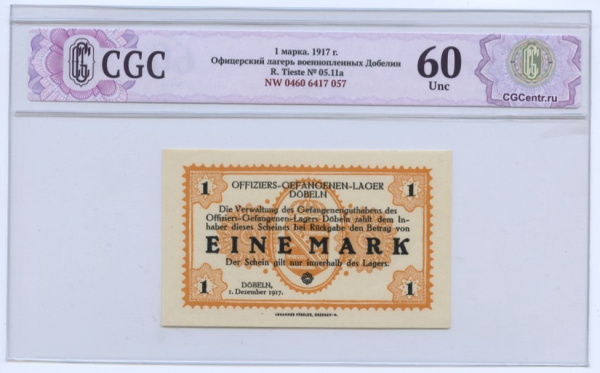 CGC
1 марка. 1917 г.
Офицерский лагерь военнопленных Добелин
R. Tieste № 05.11a
NW 0460 6417 057
60
Unc
CGCentr.ru
1 1
OFFIZIERS-GEFANGENEN-LAGER
DÖBELN
Die Verwaltung des Gefangenenguthabens des
Offiziers-Gefangenen-Lagers Döbeln zahlt dem In-
haber dieses Scheines bei Rückgabe den Betrag von
EINE MARK
Der Schein gilt nur innerhalb des Lagers.
DÖBELN,
1. Dezember 1917.
1 1